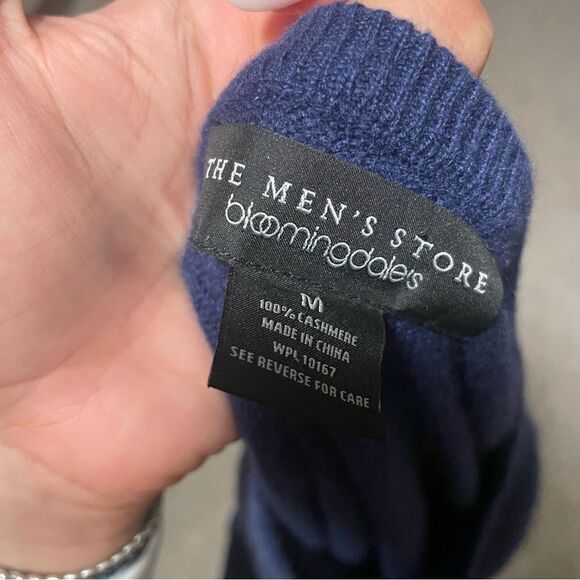 THE MEN'S STORE
bloomingdale's
M
100% CASHMERE
MADE IN CHINA
WPL 10167
SEE REVERSE FOR CARE